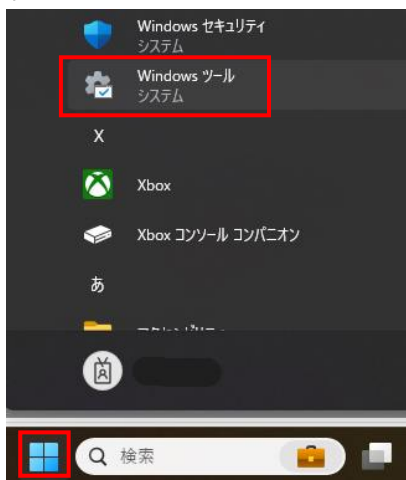 Windows セキュリティ
システム
Windows ツール
システム
X
Xbox
Xbox コンソール コンパニオン
あ
検索